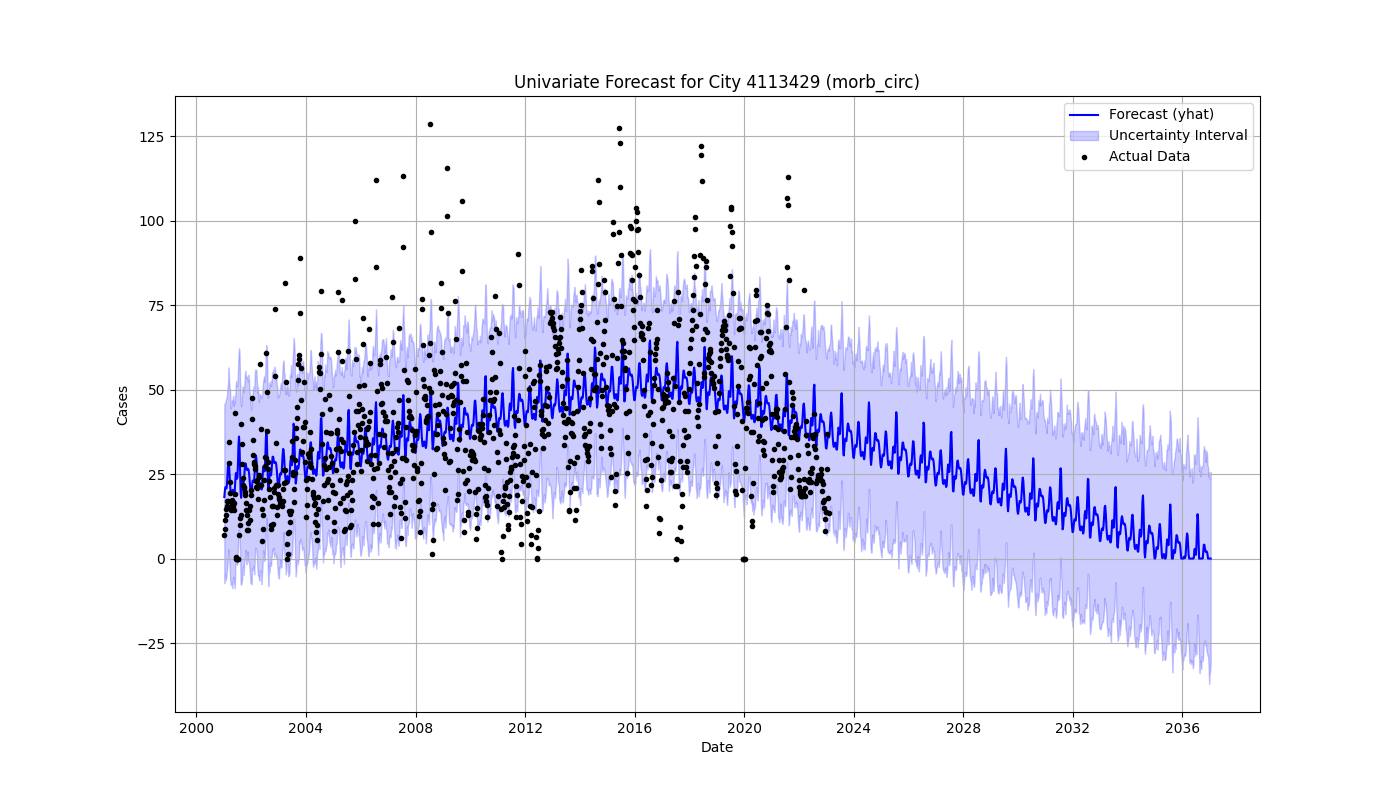 Univariate Forecast for City 4113429 (morb_circ)
Forecast (yhat)
Uncertainty Interval
Actual Data
125
100
75
50
25
0
−25
Cases
2000 2004 2008 2012 2016 2020 2024 2028 2032 2036
Date